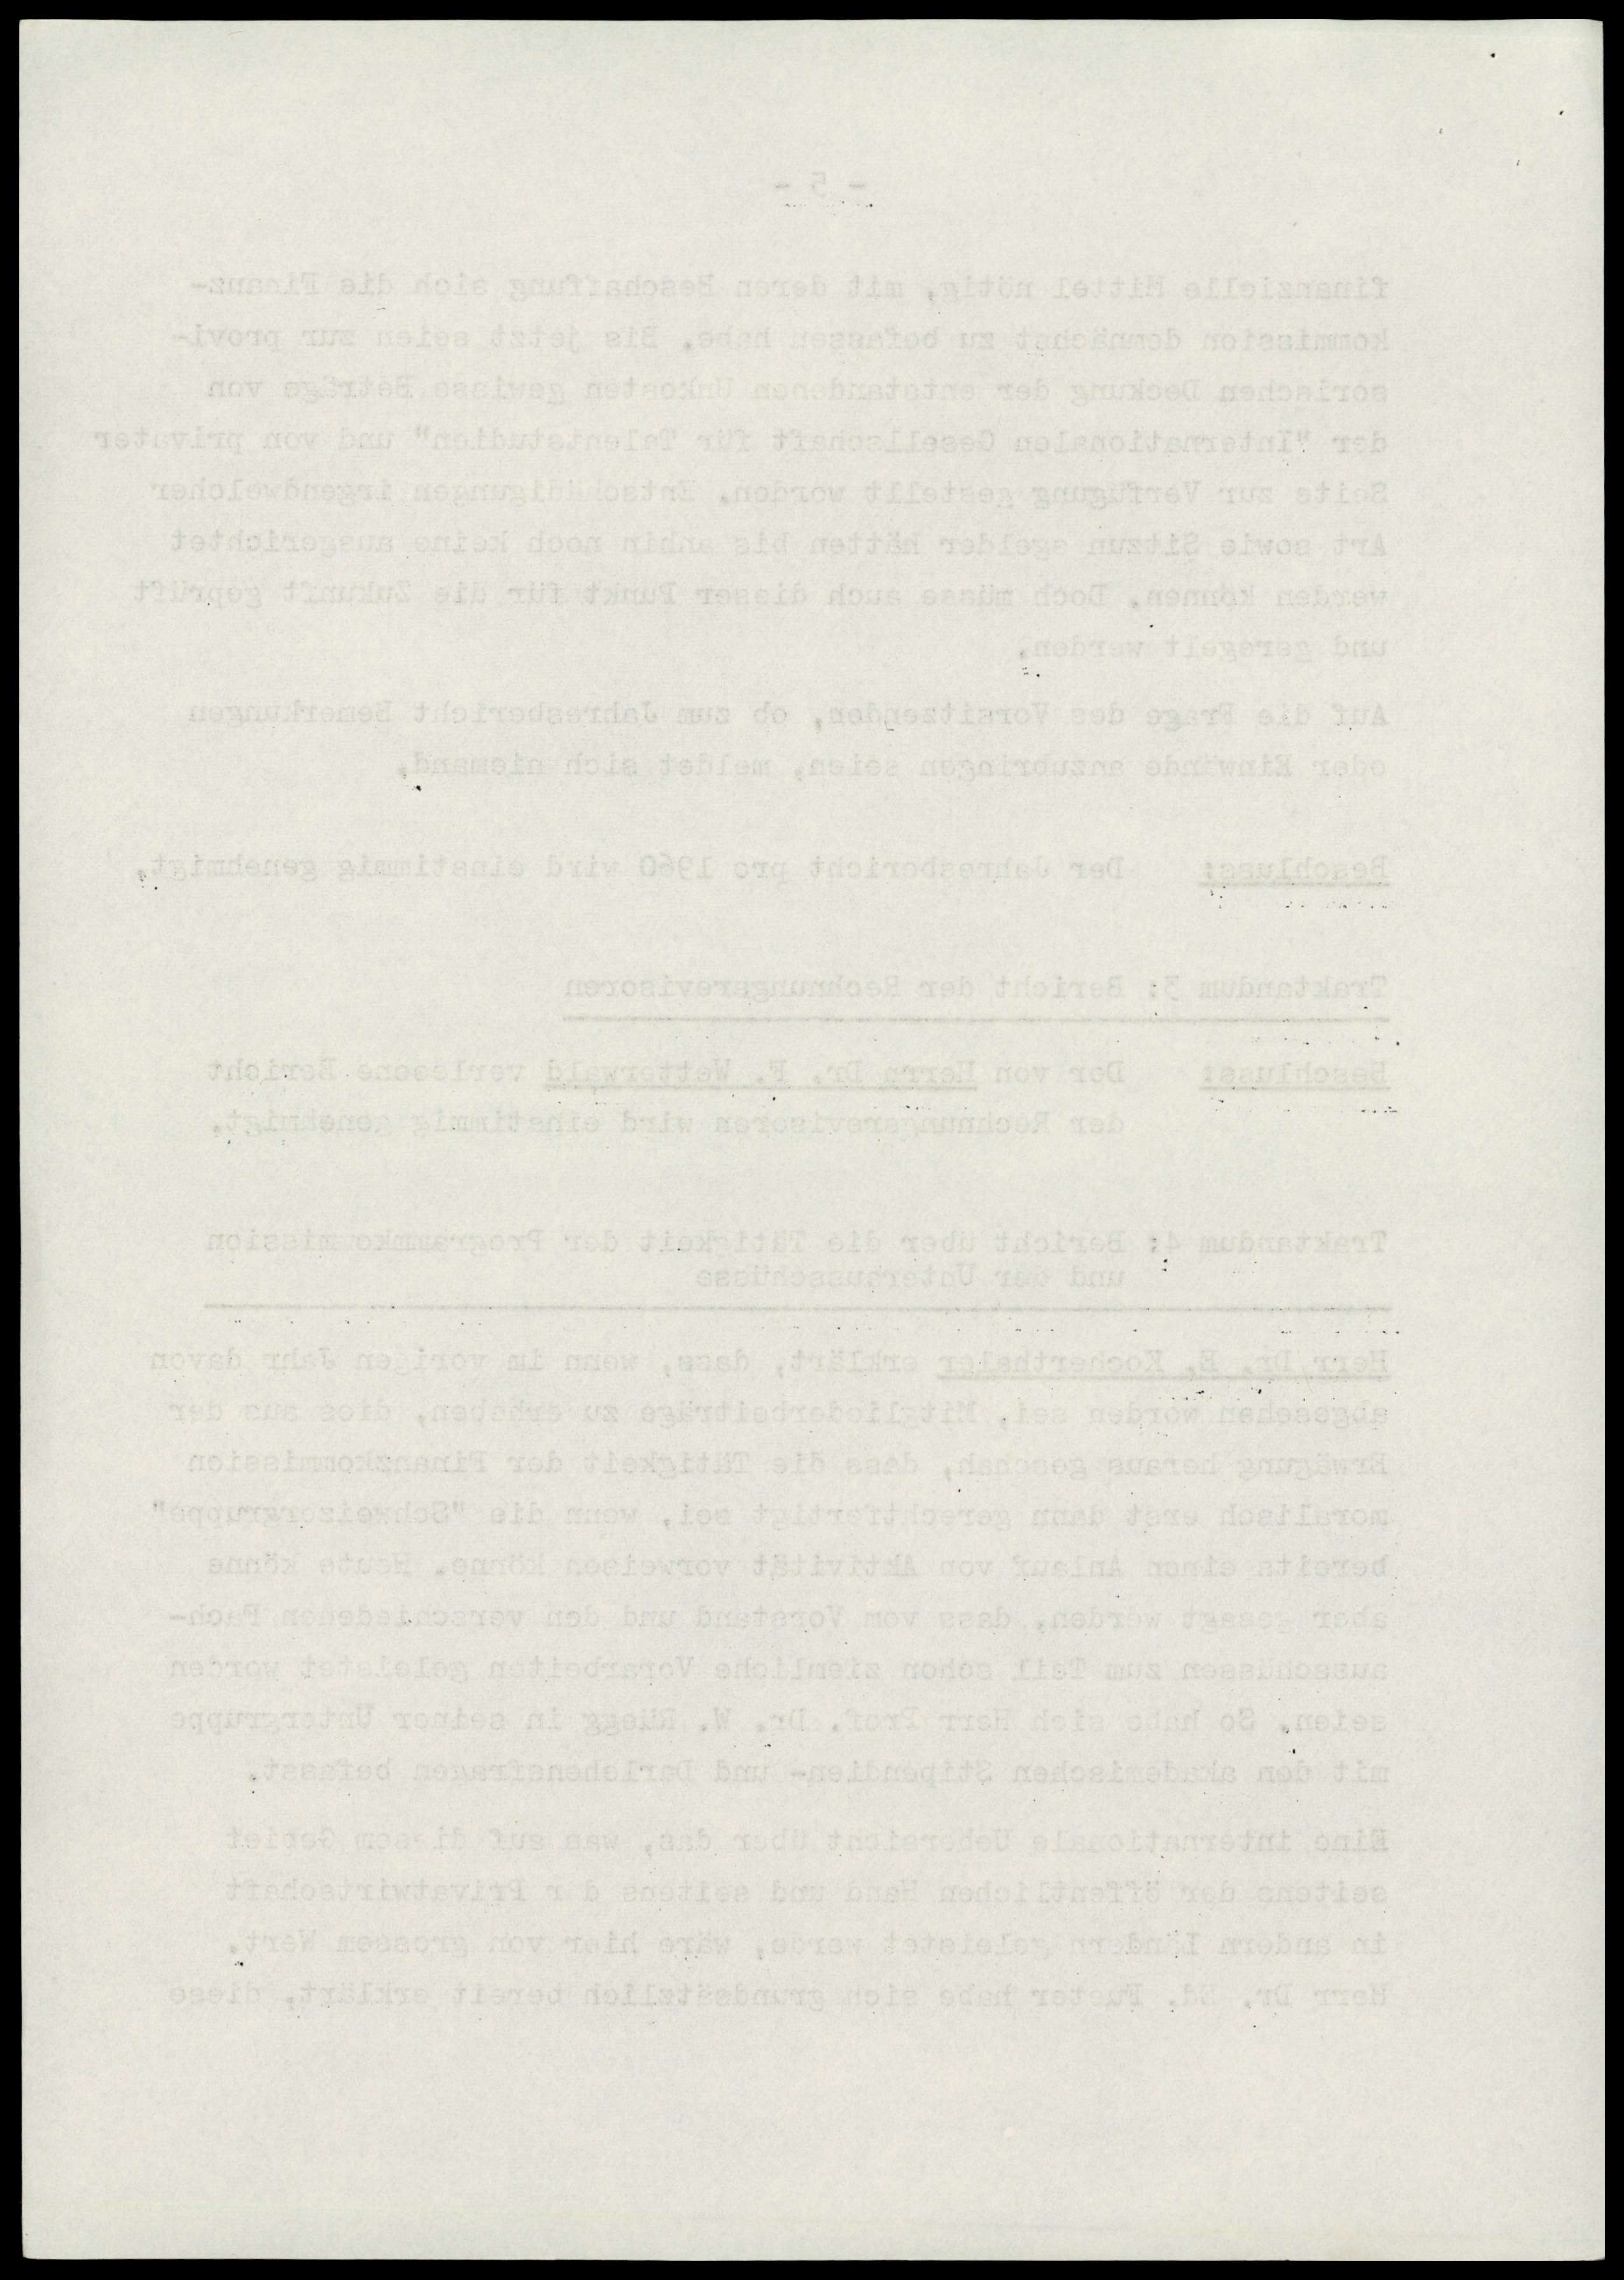 - 5 -
finanzielle Mittel nötig, mit deren Beschaffung sich die Finanz-
kommission demnächst zu befassen habe. Bis jetzt seien zur provi-
sorischen Deckung der entstandenen Unkosten gewisse Beträge von
der "Internationalen Gesellschaft für Talentstudien" und von privater
Seite zur Verfügung gestellt worden. Entschädigungen irgendwelcher
Art sowie Sitzun sgelder hätten bis anhin noch keine ausgerichtet
werden können. Doch müsse auch dieser Punkt für die Zukunft geprüft
und geregelt werden.
Auf die Frage des Vorsitzenden, ob zum Jahresbericht Bemerkungen
oder Einwände anzubringen seien, meldet sich niemand.
Beschluss: Der Jahresbericht pro 1960 wird einstimmig genehmigt.
Traktandum 3: Bericht der Rechnungsrevisoren
Beschluss: Der von Herrn Dr. F. Wetterwald verlesene Bericht
der Rechnungsrevisoren wird einstimmig genehmigt.
Traktandum 4: Bericht über die Tätigkeit der Programmko mission
und der Unterausschüsse
Herr Dr. E. Kocherthaler erklärt, dass, wenn im vorigen Jahr davon
abgesehen worden sei, Mitgliederbeiträge zu erheben, dies aus der
Erwägung heraus geschah, dass die Tätigkeit der Finanzkommission
moralisch erst dann gerechtfertigt sei, wenn die "Schweizergruppe"
bereits einen Anlauf von Aktivität vorweisen könne. Heute könne
aber gesagt werden, dass vom Vorstand und den verschiedenen Fach-
ausschüssen zum Teil schon ziemliche Vorarbeiten geleistet worden
seien. So habe sich Herr Prof. Dr. W. Rüegg in seiner Untergruppe
mit den akademischen Stipendien- und Darlehensfragen befasst.
Eine internationale Uebersicht über das, was auf diesem Gebiet
seitens der öffentlichen Hand und seitens d r Privatwirtschaft
in andern Ländern geleistet werde, wäre hier von grossem Wert.
Herr Dr. Ed. Fueter habe sich grundsätzlich bereit erklärt, diese